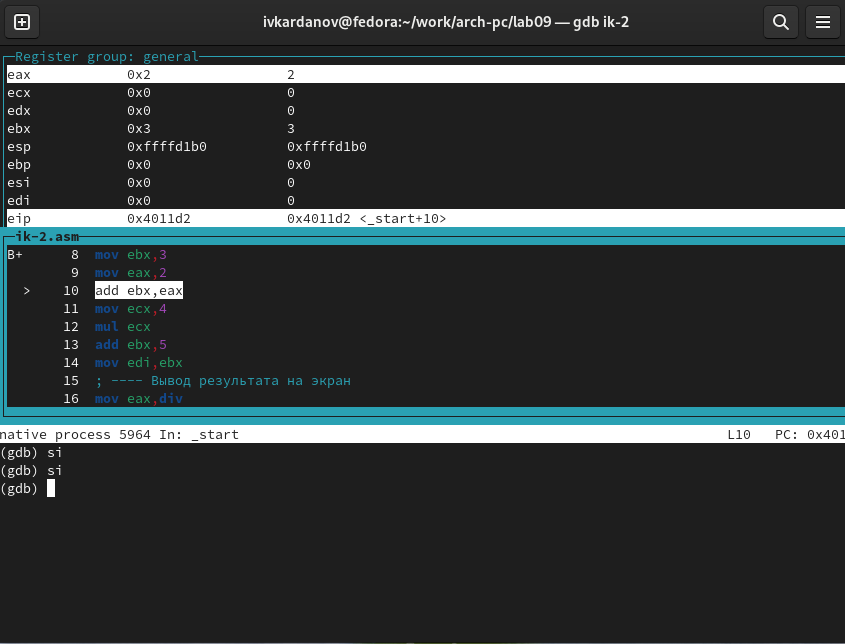 ivkardanov@fedora:~/work/arch-pc/lab09 — gdb ik-2
Register group: general
eax 0x2 2
ecx 0x0 0
edx 0x0 0
ebx 0x3 3
esp 0xffffd1b0 0xffffd1b0
ebp 0x0 0x0
esi 0x0 0
edi 0x0 0
eip 0x4011d2 0x4011d2 <_start+10>
ik-2.asm
B+ 8 mov ebx,3
9 mov eax,2
> 10 add ebx,eax
11 mov ecx,4
12 mul ecx
13 add ebx,5
14 mov edi,ebx
15 ; ---- Вывод результата на экран
16 mov eax,div
native process 5964 In: _start L10 PC: 0x401
(gdb) si
(gdb) si
(gdb)